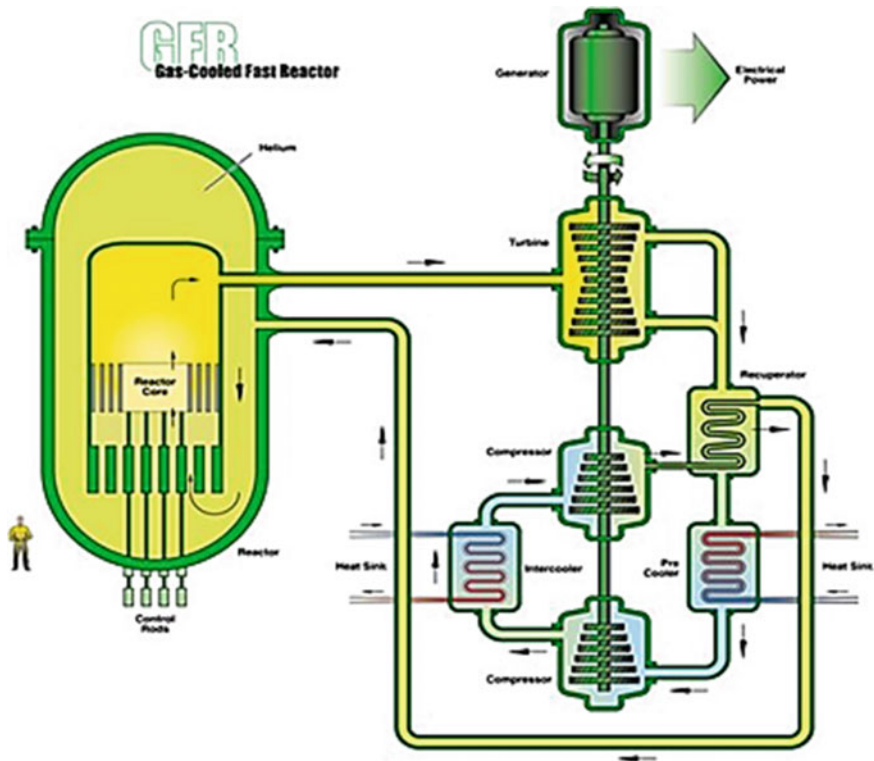 GFR
Gas-Cooled Fast Reactor
Generator
Electrical
Power
Helium
Turbine
Reactor
Core
Recuperator
Compressor
Reactor
Heat Sink
Intercooler
Pre
Cooler
Heat Sink
Control
Rods
Compressor